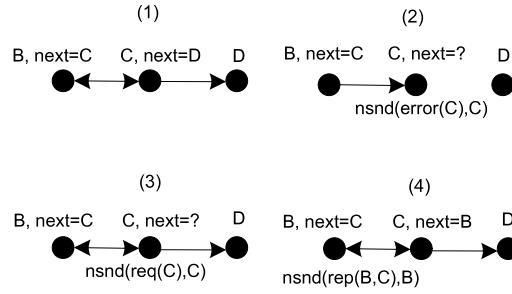 (1)
B, next=C C, next=D D
(2)
B, next=C C, next=? D
nsnd(error(C),C)
(3)
B, next=C C, next=? D
nsnd(req(C),C)
(4)
B, next=C C, next=B D
nsnd(rep(B,C),B)